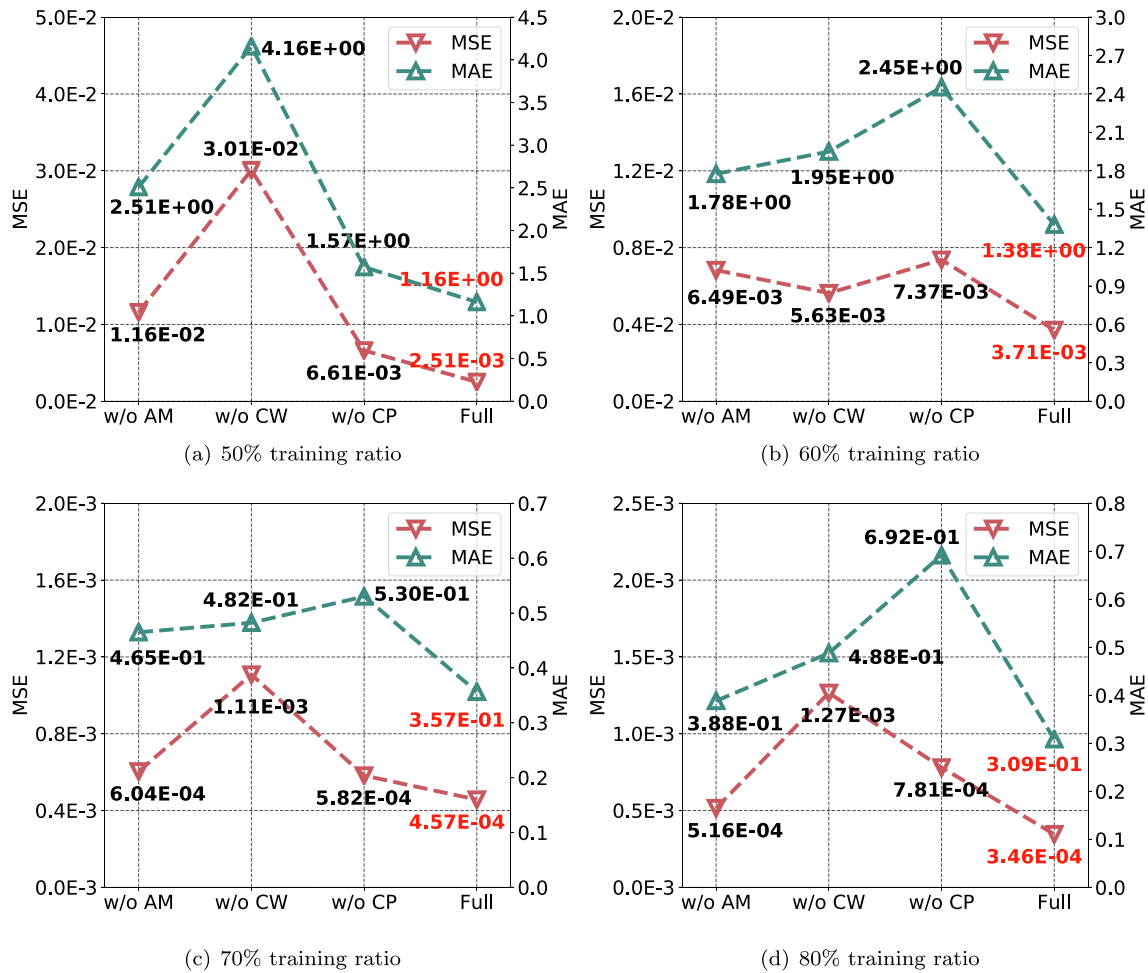 5.0E-2
4.0E-2
3.0E-2
2.0E-2
1.0E-2
0.0E-2
MSE
4.5
4.0
3.5
3.0
2.5
2.0
1.5
1.0
0.5
0.0
MAE
MSE
MAE
4.16E+00
3.01E-02
2.51E+00
1.57E+00
1.16E+00
1.16E-02
6.61E-03
2.51E-03
w/o AM w/o CW w/o CP Full
(a) 50% training ratio
2.0E-2
1.6E-2
1.2E-2
0.8E-2
0.4E-2
0.0E-2
MSE
3.0
2.7
2.4
2.1
1.8
1.5
1.2
0.9
0.6
0.3
0.0
MAE
MSE
MAE
2.45E+00
1.95E+00
1.78E+00
1.38E+00
6.49E-03
7.37E-03
5.63E-03
3.71E-03
w/o AM w/o CW w/o CP Full
(b) 60% training ratio
2.0E-3
1.6E-3
1.2E-3
0.8E-3
0.4E-3
0.0E-3
MSE
0.7
0.6
0.5
0.4
0.3
0.2
0.1
0.0
MAE
MSE
MAE
4.82E-01
5.30E-01
4.65E-01
1.11E-03
3.57E-01
6.04E-04
5.82E-04
4.57E-04
w/o AM w/o CW w/o CP Full
(c) 70% training ratio
2.5E-3
2.0E-3
1.5E-3
1.0E-3
0.5E-3
0.0E-3
MSE
0.8
0.7
0.6
0.5
0.4
0.3
0.2
0.1
0.0
MAE
MSE
MAE
6.92E-01
4.88E-01
3.88E-01
1.27E-03
3.09E-01
7.81E-04
5.16E-04
3.46E-04
w/o AM w/o CW w/o CP Full
(d) 80% training ratio